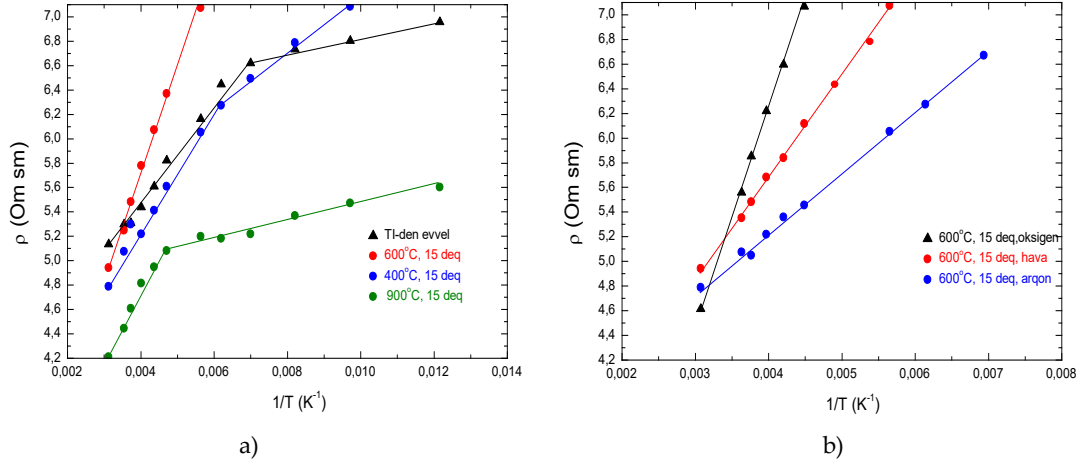 7,0
6,8
6,6
6,4
6,2
6,0
5,8
5,6
5,4
5,2
5,0
4,8
4,6
4,4
4,2
ρ (Om sm)
TI-den evvel
600°C, 15 deq
400°C, 15 deq
900°C, 15 deq
0,002 0,004 0,006 0,008 0,010 0,012 0,014
1/T (K⁻¹)
a)
7,0
6,8
6,6
6,4
6,2
6,0
5,8
5,6
5,4
5,2
5,0
4,8
4,6
4,4
4,2
ρ (Om sm)
600°C, 15 deq,oksigen
600°C, 15 deq, hava
600°C, 15 deq, arqon
0,002 0,003 0,004 0,005 0,006 0,007 0,008
1/T (K⁻¹)
b)